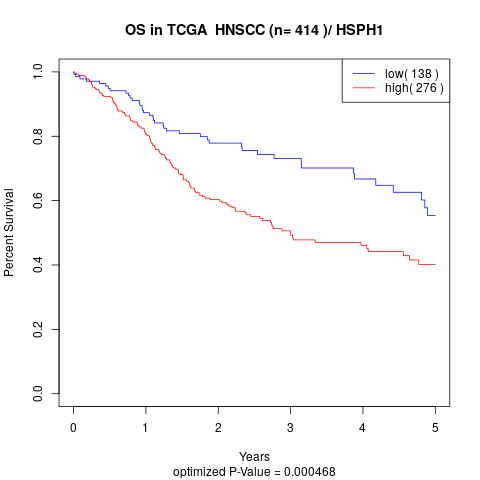 OS in TCGA  HNSCC (n= 414 )/ HSPH1
low( 138 )
high( 276 )
Percent Survival
1.0
0.8
0.6
0.4
0.2
0.0
0 1 2 3 4 5
Years
optimized P-Value = 0.000468